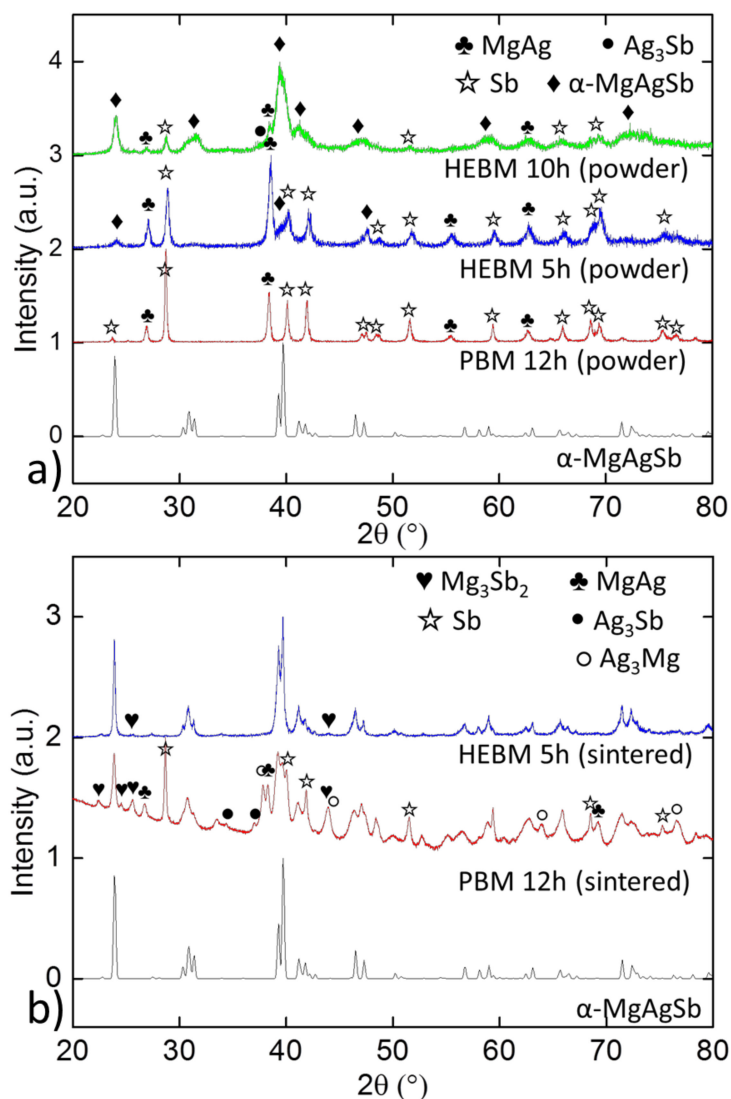 4
♣ MgAg ● Ag₃Sb
☆ Sb ♦ α-MgAgSb
3
HEBM 10h (powder)
2
HEBM 5h (powder)
1
PBM 12h (powder)
0
α-MgAgSb
Intensity (a.u.)
a)
20 30 40 50 60 70 80
2θ (°)
♥ Mg₃Sb₂ ♣ MgAg
☆ Sb ● Ag₃Sb
○ Ag₃Mg
3
2
HEBM 5h (sintered)
1
PBM 12h (sintered)
0
α-MgAgSb
Intensity (a.u.)
b)
20 30 40 50 60 70 80
2θ (°)